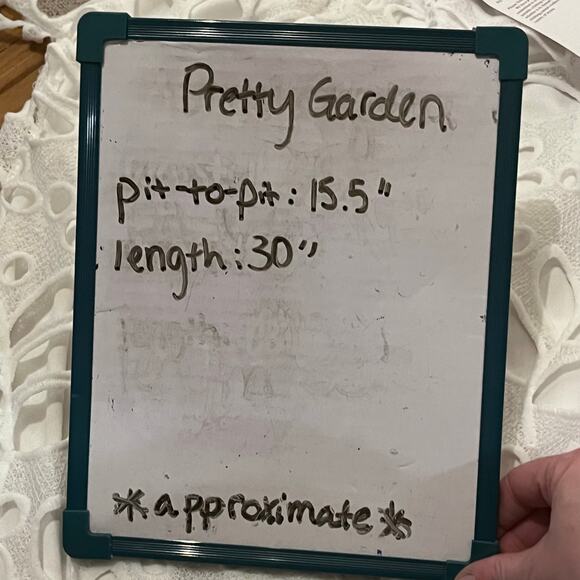 Pretty Garden
pit-to-pit: 15.5"
length: 30"
*approximate*